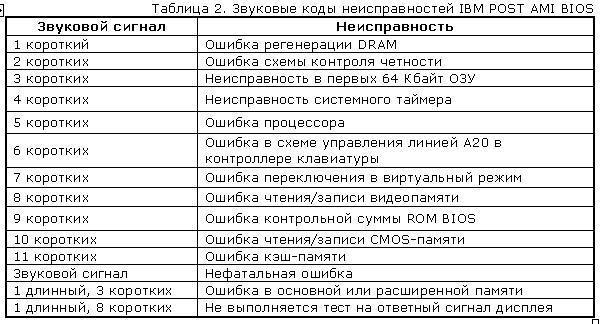 Таблица 2. Звуковые коды неисправностей IBM POST AMI BIOS
Звуковой сигнал Неисправность
1 короткий Ошибка регенерации DRAM
2 коротких Ошибка схемы контроля четности
3 коротких Неисправность в первых 64 Кбайт ОЗУ
4 коротких Неисправность системного таймера
5 коротких Ошибка процессора
6 коротких Ошибка в схеме управления линией A20 в
контроллере клавиатуры
7 коротких Ошибка переключения в виртуальный режим
8 коротких Ошибка чтения/записи видеопамяти
9 коротких Ошибка контрольной суммы ROM BIOS
10 коротких Ошибка чтения/записи CMOS-памяти
11 коротких Ошибка кэш-памяти
Звуковой сигнал Нефатальная ошибка
1 длинный, 3 коротких Ошибка в основной или расширенной памяти
1 длинный, 8 коротких Не выполняется тест на ответный сигнал дисплея